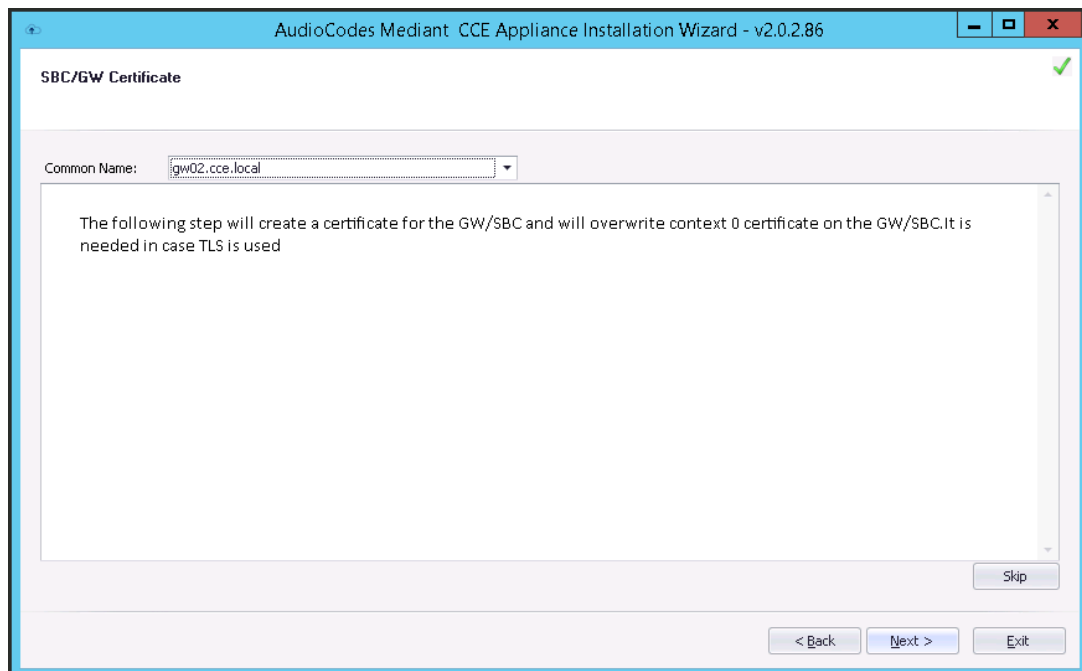 AudioCodes Mediant CCE Appliance Installation Wizard - v2.0.2.86
SBC/GW Certificate
Common Name: gw02.cce.local
The following step will create a certificate for the GW/SBC and will overwrite context 0 certificate on the GW/SBC.It is
needed in case TLS is used
Skip
< Back Next > Exit